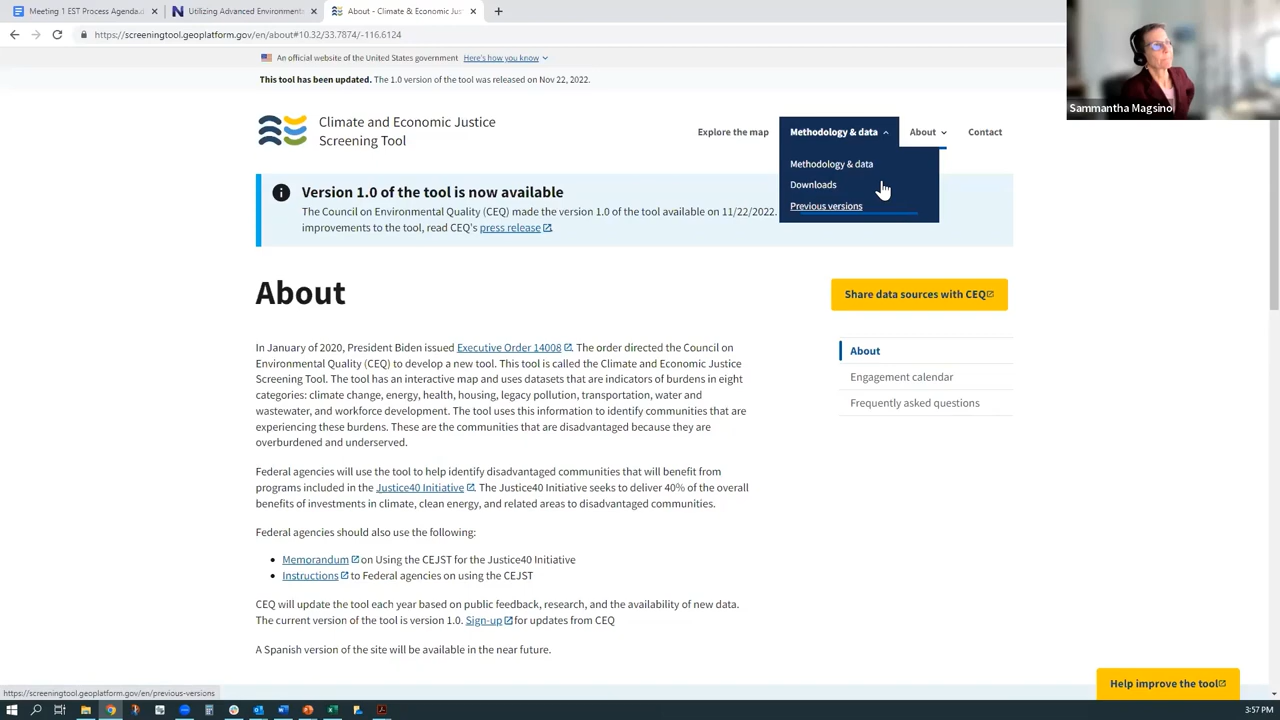 Meeting 1 EST Process Agenda.d
Utilizing Advanced Environment
About - Climate & Economic Jus
https://screeningtool.geoplatform.gov/en/about#10.32/33.7874/-116.6124
An official website of the United States government Here's how you know
This tool has been updated. The 1.0 version of the tool was released on Nov 22, 2022.
Sammantha Magsino
Climate and Economic Justice
Screening Tool
Explore the map
Methodology & data
About
Contact
Methodology & data
Downloads
Previous versions
Version 1.0 of the tool is now available
The Council on Environmental Quality (CEQ) made the version 1.0 of the tool available on 11/22/2022.
improvements to the tool, read CEQ's press release.
About
Share data sources with CEQ
In January of 2020, President Biden issued Executive Order 14008. The order directed the Council on
Environmental Quality (CEQ) to develop a new tool. This tool is called the Climate and Economic Justice
Screening Tool. The tool has an interactive map and uses datasets that are indicators of burdens in eight
categories: climate change, energy, health, housing, legacy pollution, transportation, water and
wastewater, and workforce development. The tool uses this information to identify communities that are
experiencing these burdens. These are the communities that are disadvantaged because they are
overburdened and underserved.
About
Engagement calendar
Frequently asked questions
Federal agencies will use the tool to help identify disadvantaged communities that will benefit from
programs included in the Justice40 Initiative. The Justice40 Initiative seeks to deliver 40% of the overall
benefits of investments in climate, clean energy, and related areas to disadvantaged communities.
Federal agencies should also use the following:
• Memorandum on Using the CEJST for the Justice40 Initiative
• Instructions to Federal agencies on using the CEJST
CEQ will update the tool each year based on public feedback, research, and the availability of new data.
The current version of the tool is version 1.0. Sign-up for updates from CEQ
A Spanish version of the site will be available in the near future.
Help improve the tool
https://screeningtool.geoplatform.gov/en/previous-versions
3:57 PM